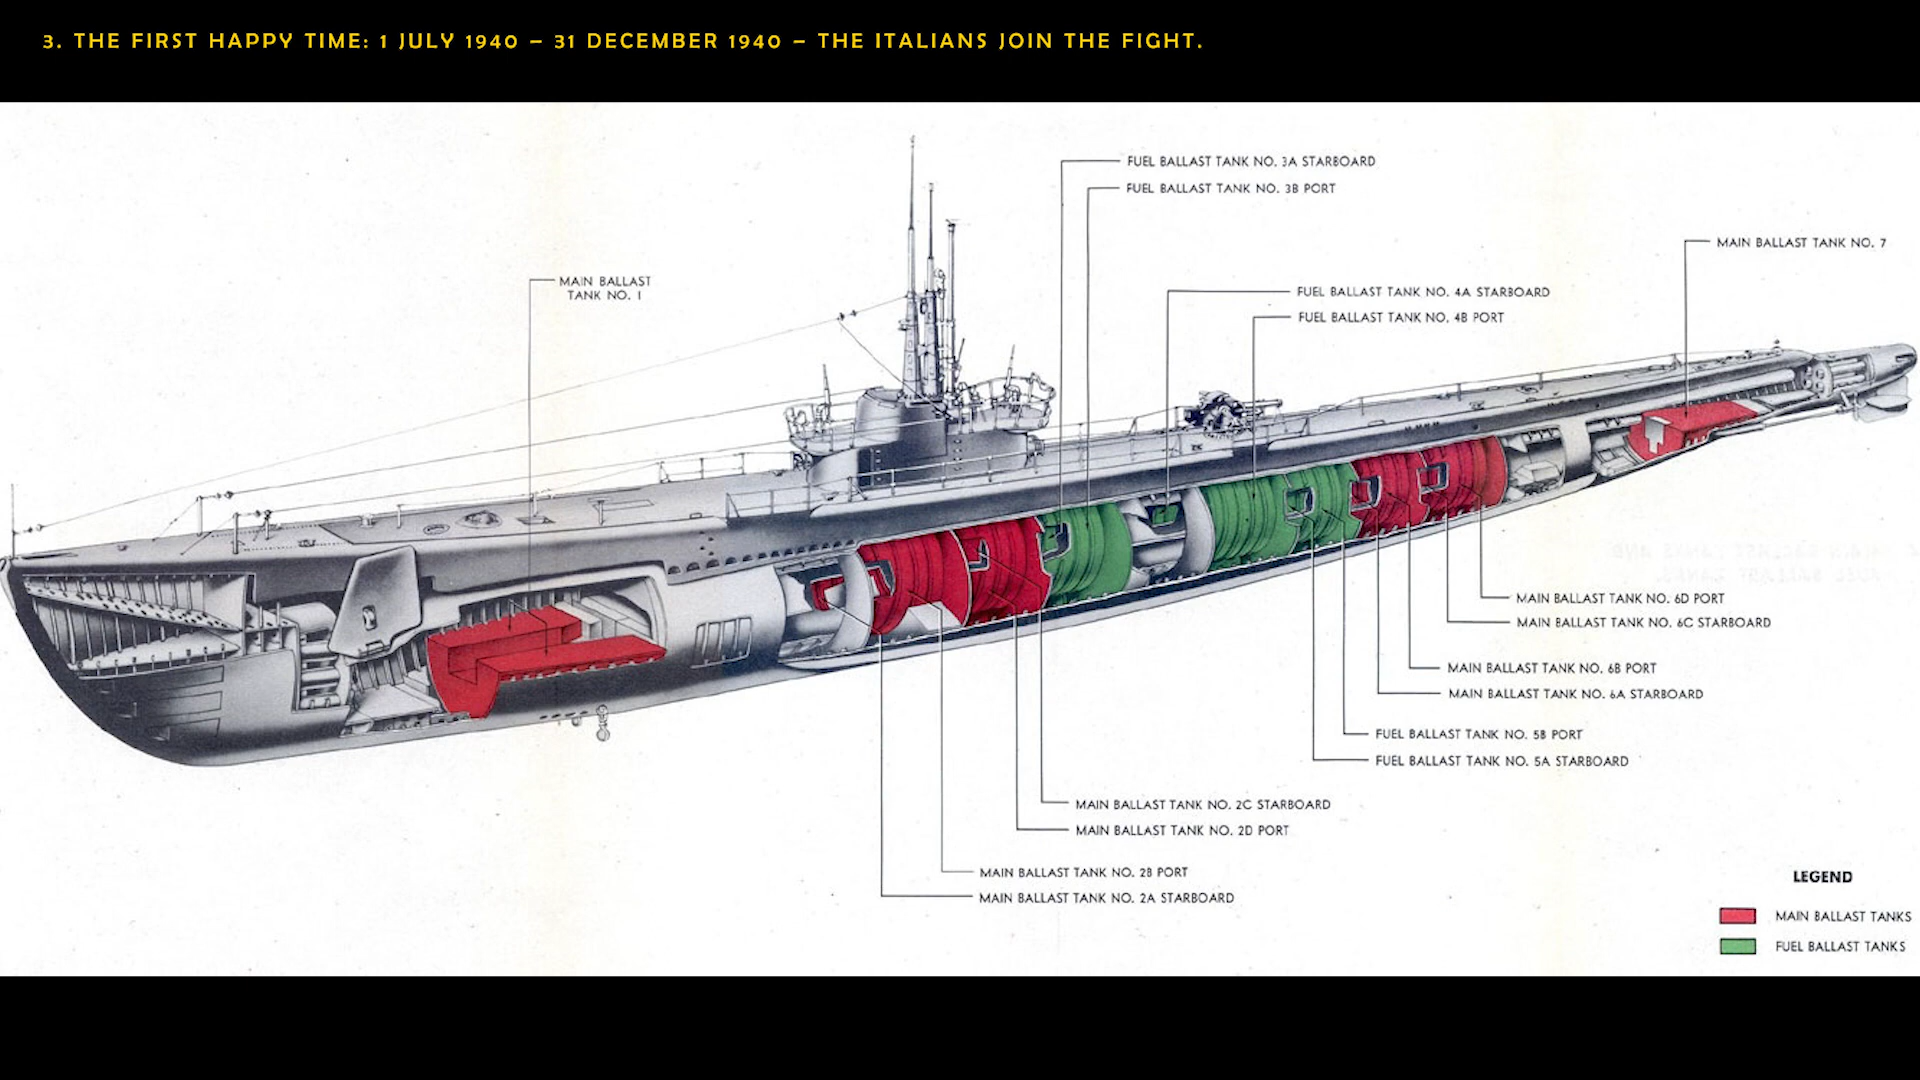 3. THE FIRST HAPPY TIME: 1 JULY 1940 – 31 DECEMBER 1940 – THE ITALIANS JOIN THE FIGHT.
FUEL BALLAST TANK NO. 3A STARBOARD
FUEL BALLAST TANK NO. 3B PORT
MAIN BALLAST TANK NO. 7
MAIN BALLAST
TANK NO. 1
FUEL BALLAST TANK NO. 4A STARBOARD
FUEL BALLAST TANK NO. 4B PORT
MAIN BALLAST TANK NO. 6D PORT
MAIN BALLAST TANK NO. 6C STARBOARD
MAIN BALLAST TANK NO. 6B PORT
MAIN BALLAST TANK NO. 6A STARBOARD
FUEL BALLAST TANK NO. 5B PORT
FUEL BALLAST TANK NO. 5A STARBOARD
MAIN BALLAST TANK NO. 2C STARBOARD
MAIN BALLAST TANK NO. 2D PORT
MAIN BALLAST TANK NO. 2B PORT
MAIN BALLAST TANK NO. 2A STARBOARD
LEGEND
MAIN BALLAST TANKS
FUEL BALLAST TANKS